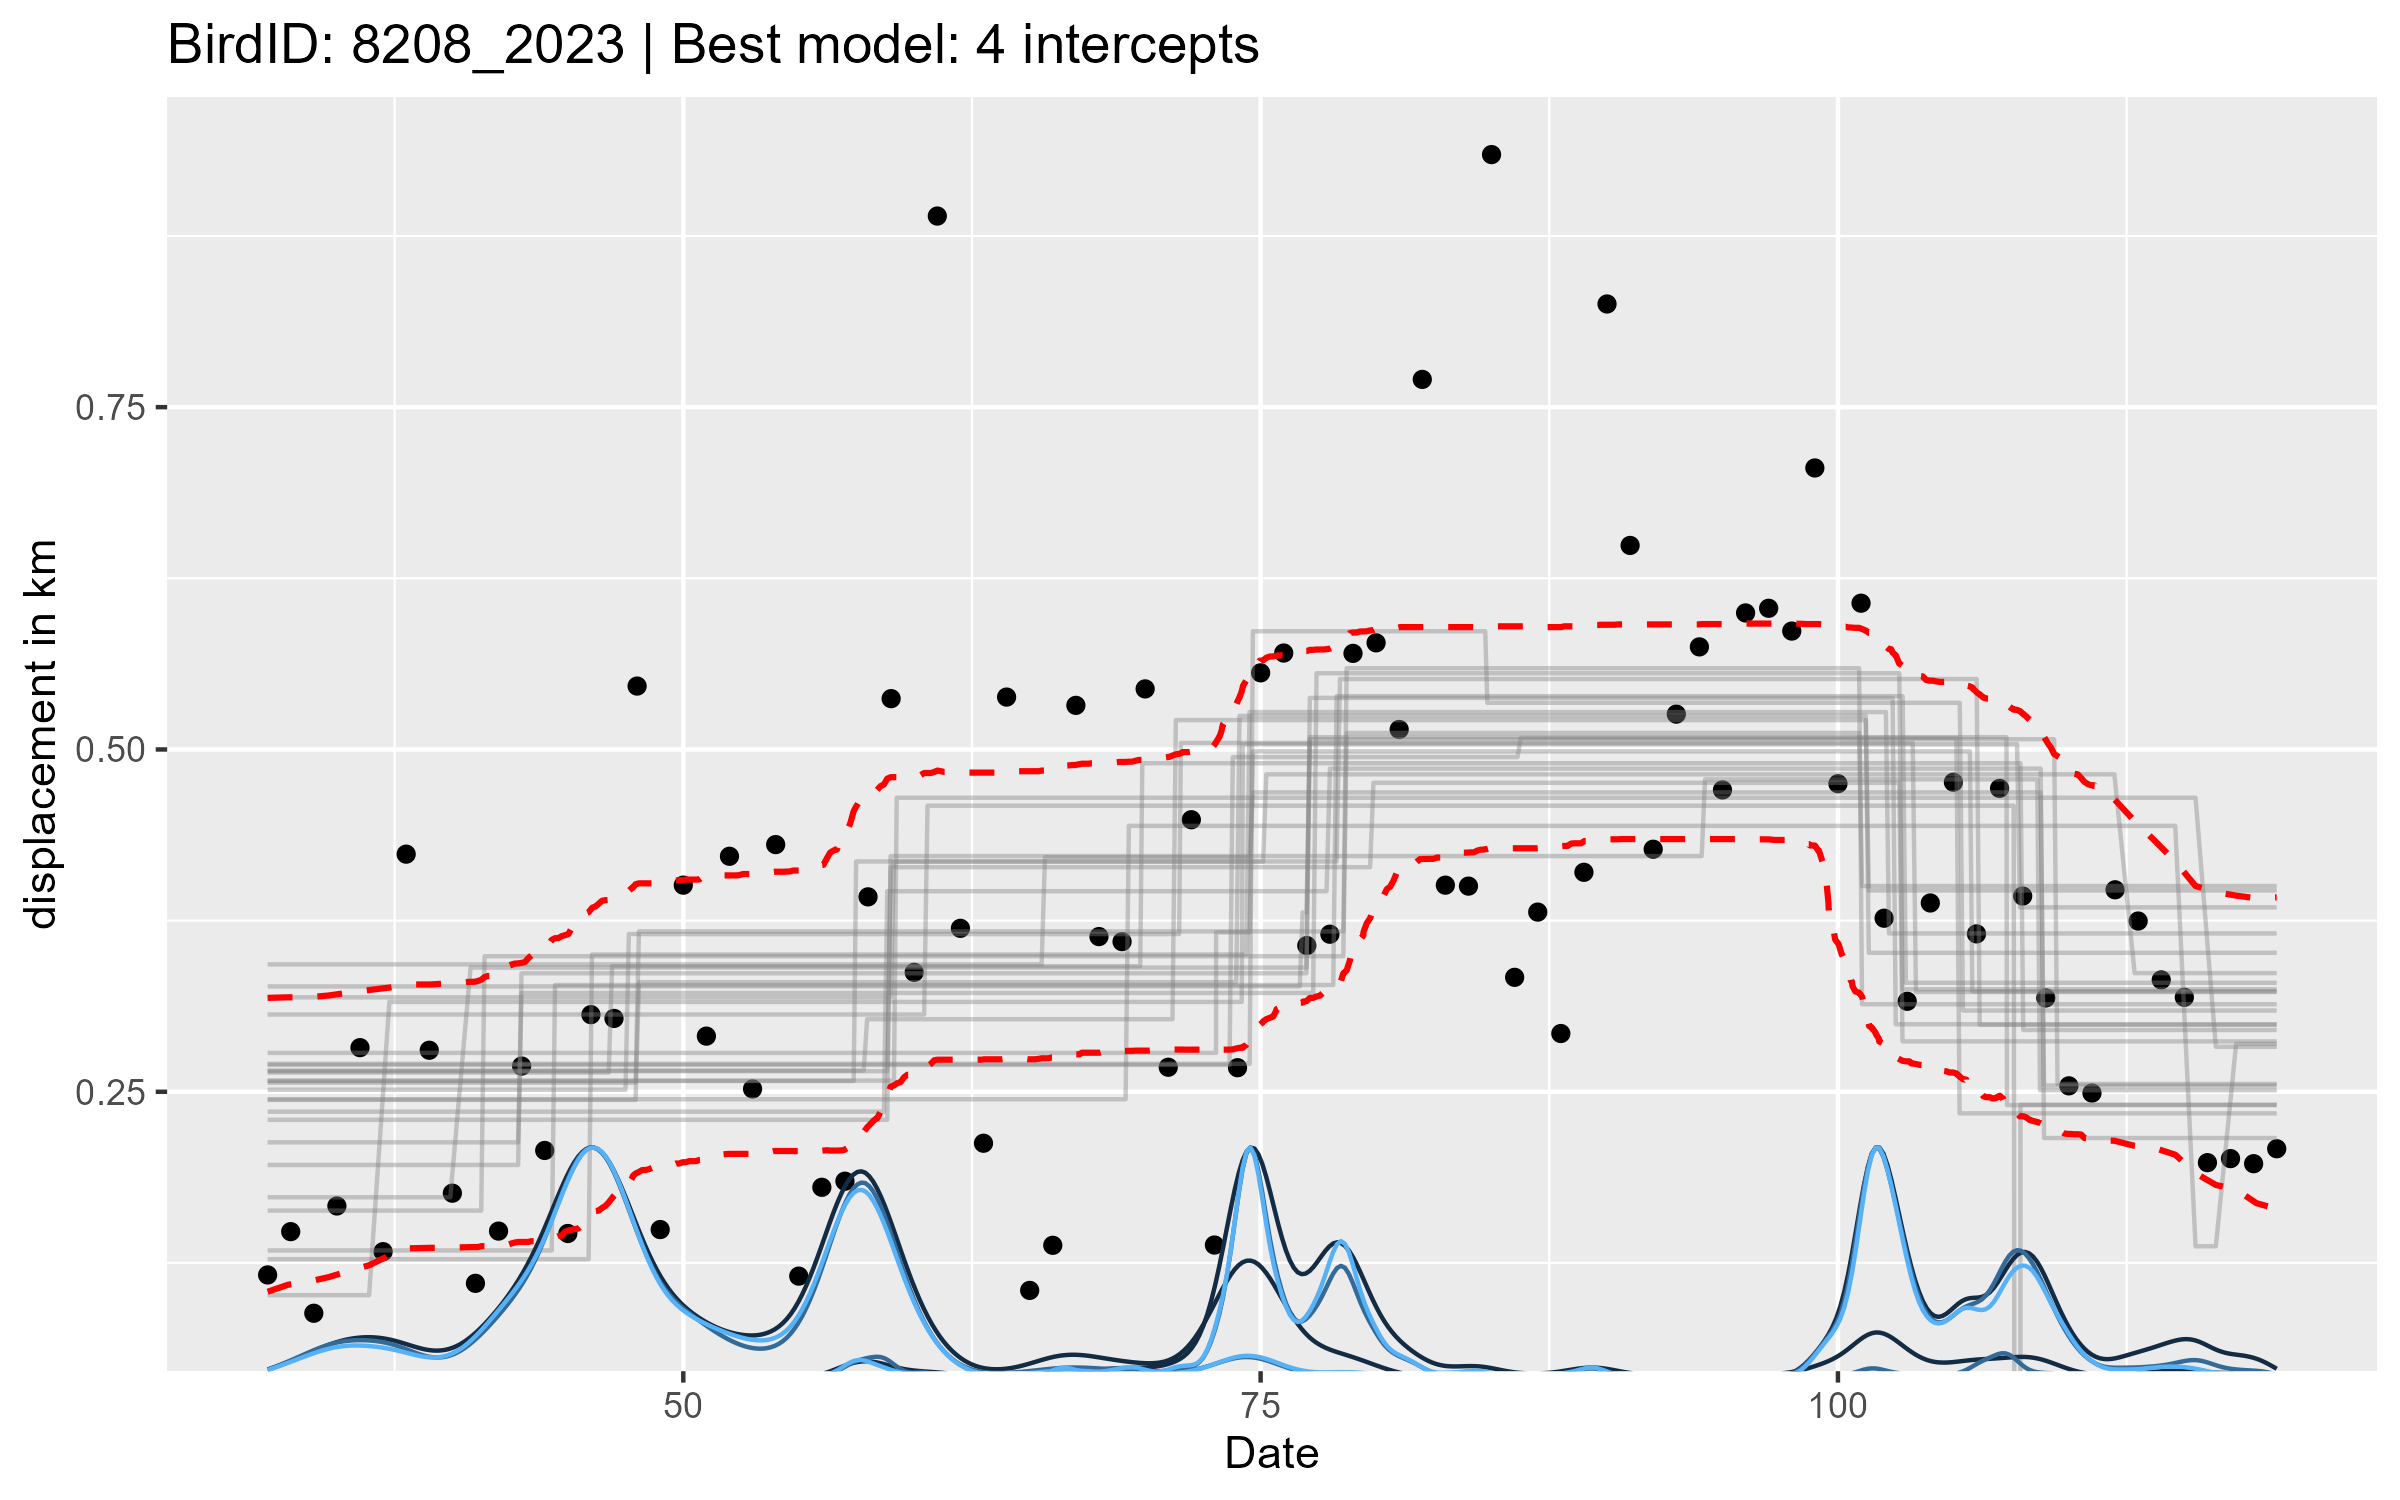 BirdID: 8208_2023 | Best model: 4 intercepts
displacement in km
0.75
0.50
0.25
50
75
100
Date